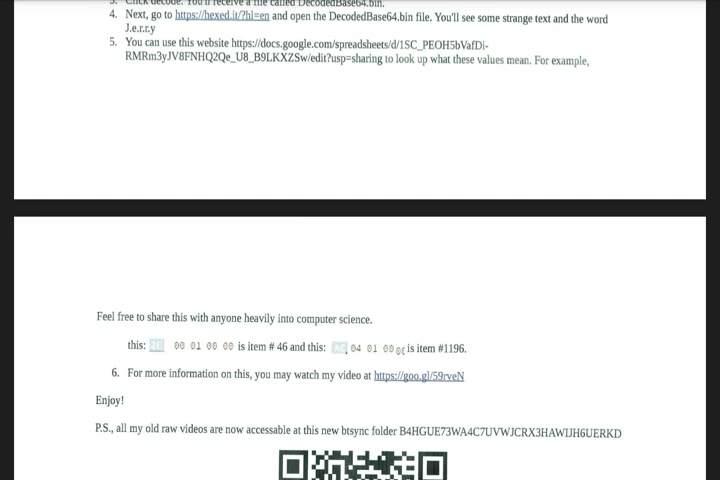 3. Click decode. You'll receive a file called DecodedBase64.bin.
4. Next, go to https://hexed.it/?hl=en and open the DecodedBase64.bin file. You'll see some strange text and the word
J.e.r.r.y
5. You can use this website https://docs.google.com/spreadsheets/d/1SC_PEOH5bVafDi-
RMRm3yJV8FNHQ2Qe_U8_B9LKXZSw/edit?usp=sharing to look up what these values mean. For example,
Feel free to share this with anyone heavily into computer science.
this: 00 01 00 00 is item # 46 and this: 04 01 00 is item #1196.
6. For more information on this, you may watch my video at https://goo.gl/59rveN
Enjoy!
P.S., all my old raw videos are now accessable at this new btsync folder B4HGUE73WA4C7UVWJCRX3HAWIJH6UERKD